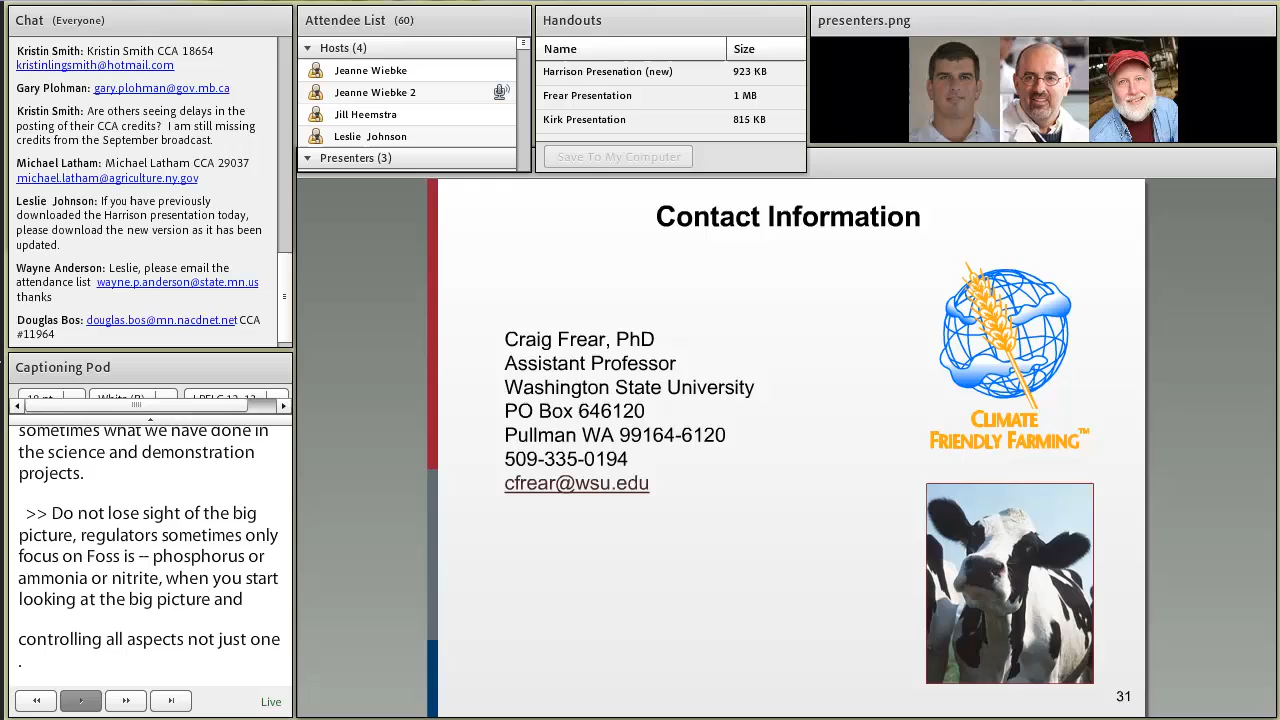 Chat (Everyone)
Kristin Smith: Kristin Smith CCA 18654
kristinlingsmith@hotmail.com
Gary Plohman: gary.plohman@gov.mb.ca
Kristin Smith: Are others seeing delays in the
posting of their CCA credits? I am still missing
credits from the September broadcast.
Michael Latham: Michael Latham CCA 29037
michael.latham@agriculture.ny.gov
Leslie Johnson: If you have previously
downloaded the Harrison presentation today,
please download the new version as it has been
updated.
Wayne Anderson: Leslie, please email the
attendance list wayne.p.anderson@state.mn.us
thanks
Douglas Bos: douglas.bos@mn.nacdnet.net CCA
#11964
Captioning Pod
sometimes what we have done in
the science and demonstration
projects.
>> Do not lose sight of the big
picture, regulators sometimes only
focus on Foss is -- phosphorus or
ammonia or nitrite, when you start
looking at the big picture and
controlling all aspects not just one
.
Live
Attendee List (60)
Hosts (4)
Jeanne Wiebke
Jeanne Wiebke 2
Jill Heemstra
Leslie Johnson
Presenters (3)
Handouts
Name Size
Harrison Presenation (new) 923 KB
Frear Presentation 1 MB
Kirk Presentation 815 KB
Save To My Computer
presenters.png
Contact Information
Craig Frear, PhD
Assistant Professor
Washington State University
PO Box 646120
Pullman WA 99164-6120
509-335-0194
cfrear@wsu.edu
CLIMATE
FRIENDLY FARMING™
31